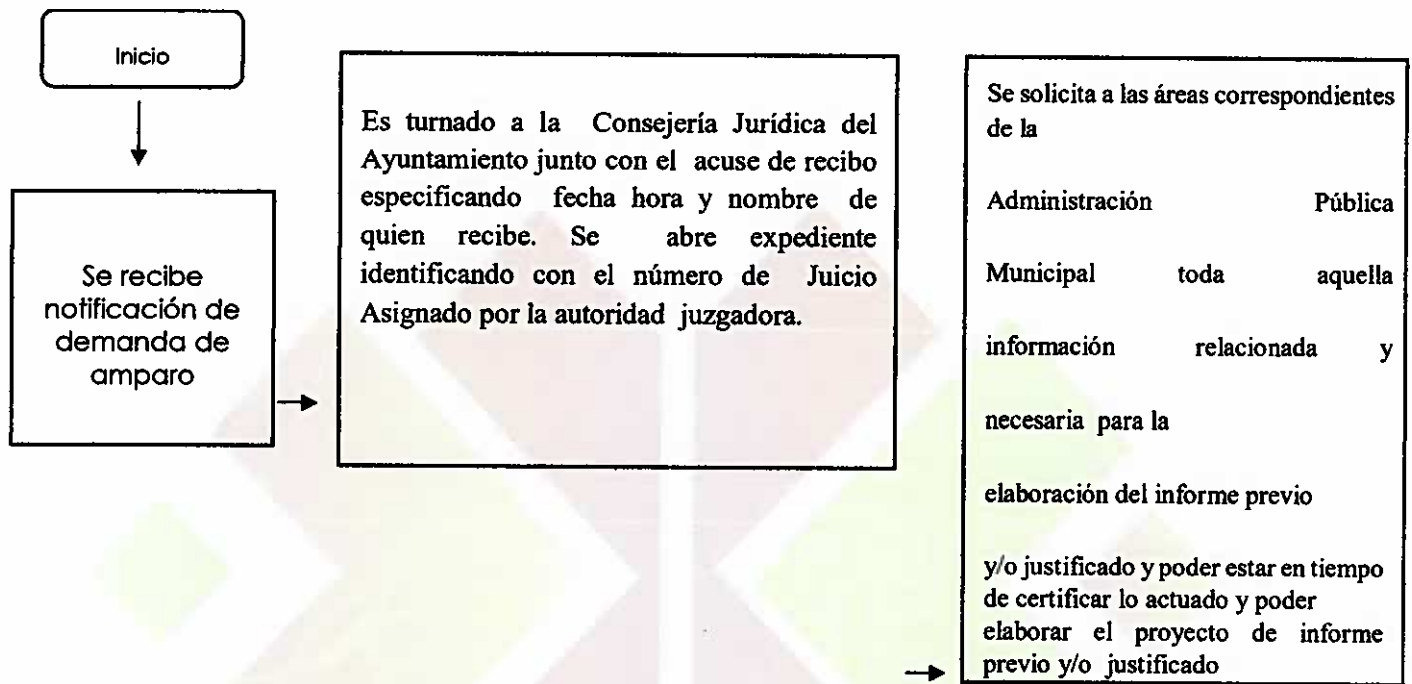 Inicio
Se recibe
notificación de
demanda de
amparo
Es turnado a la Consejería Jurídica del
Ayuntamiento junto con el acuse de recibo
especificando fecha hora y nombre de
quien recibe. Se abre expediente
identificando con el número de Juicio
Asignado por la autoridad juzgadora.
Se solicita a las áreas correspondientes
de la
Administración Pública
Municipal toda aquella
información relacionada y
necesaria para la
elaboración del informe previo
y/o justificado y poder estar en tiempo
de certificar lo actuado y poder
elaborar el proyecto de informe
previo y/o justificado